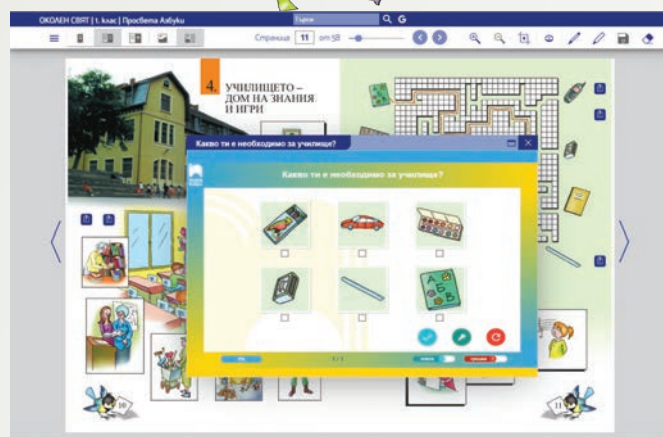 ОКОЛЕН СВЯТ | 1. клас | Просвета Азбуки
Търси
G
Страница 11 от 58
4.
УЧИЛИЩЕТО –
ДОМ НА ЗНАНИЯ
И ИГРИ
Какво ти е необходимо за училище?
Какво ти е необходимо за училище?
А
Б
В
1 / 1
10
11